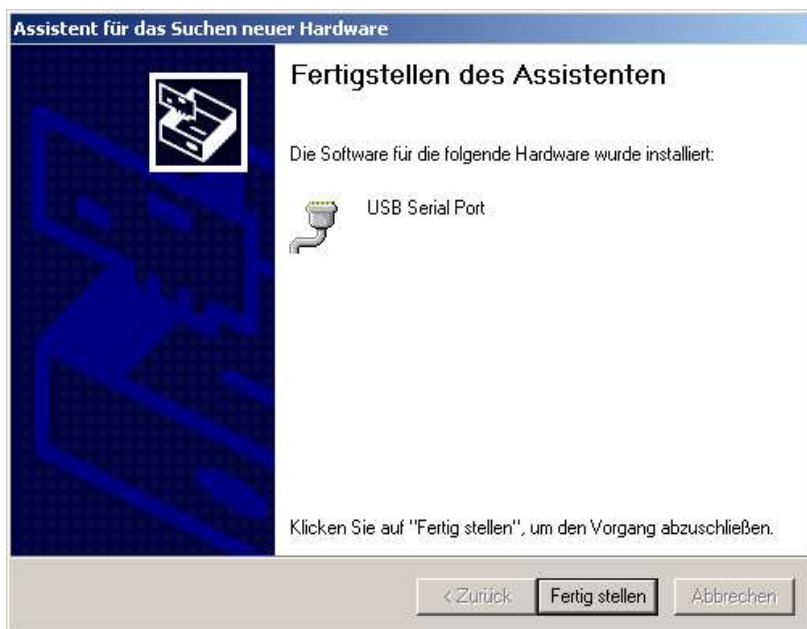 Assistent für das Suchen neuer Hardware
Fertigstellen des Assistenten
Die Software für die folgende Hardware wurde installiert:
USB Serial Port
Klicken Sie auf "Fertig stellen", um den Vorgang abzuschließen.
< Zurück
Fertig stellen
Abbrechen